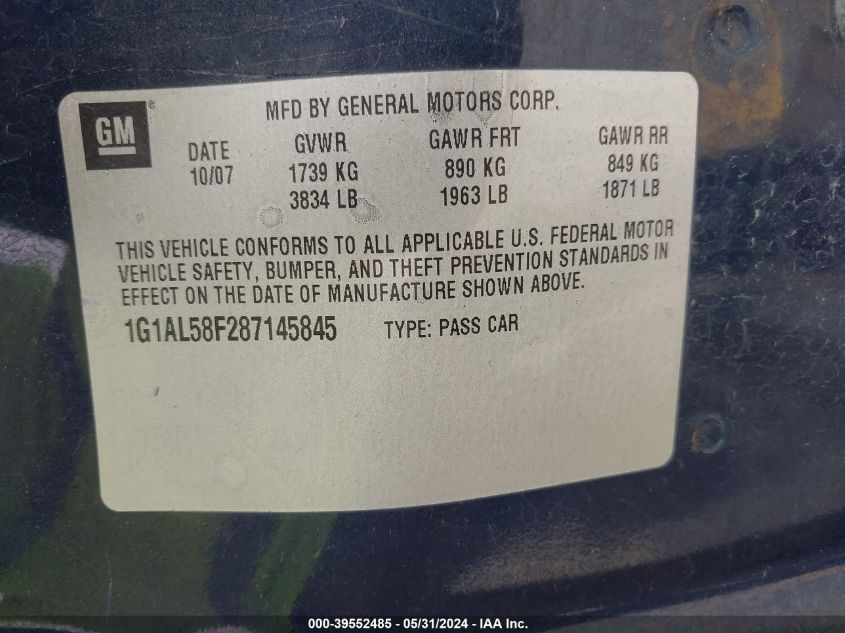 GM
®
MFD BY GENERAL MOTORS CORP.
DATE GVWR GAWR FRT GAWR RR
10/07 1739 KG 890 KG 849 KG
3834 LB 1963 LB 1871 LB
THIS VEHICLE CONFORMS TO ALL APPLICABLE U.S. FEDERAL MOTOR
VEHICLE SAFETY, BUMPER, AND THEFT PREVENTION STANDARDS IN
EFFECT ON THE DATE OF MANUFACTURE SHOWN ABOVE.
1G1AL58F287145845 TYPE: PASS CAR
000-39552485 - 05/31/2024 - IAA Inc.